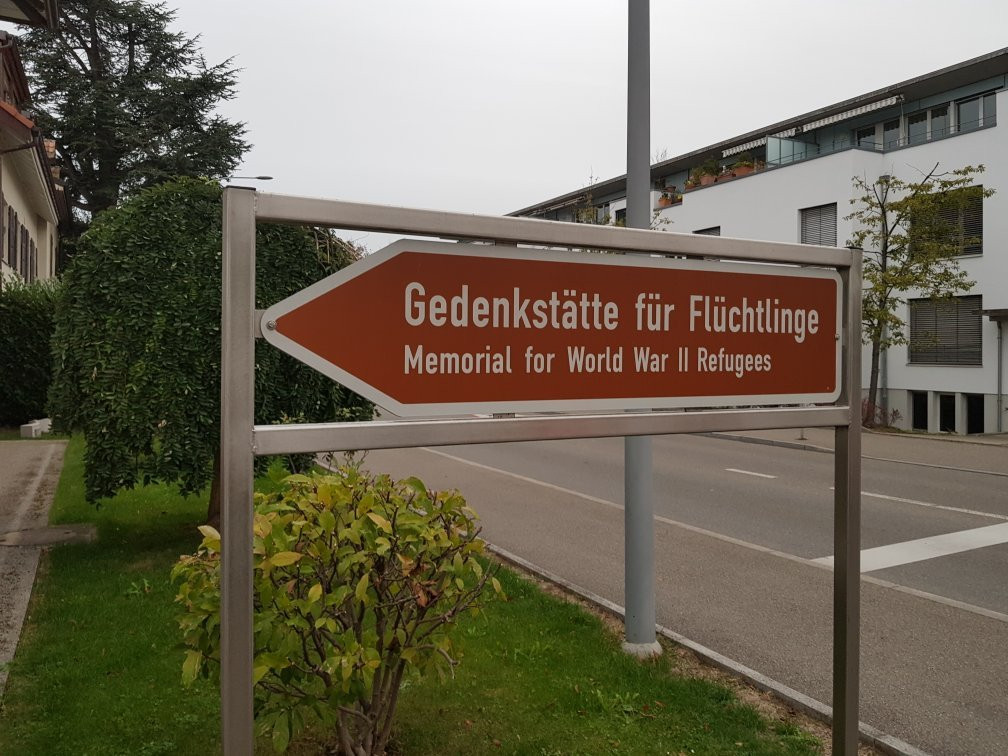 Gedenkstätte für Flüchtlinge
Memorial for World War II Refugees